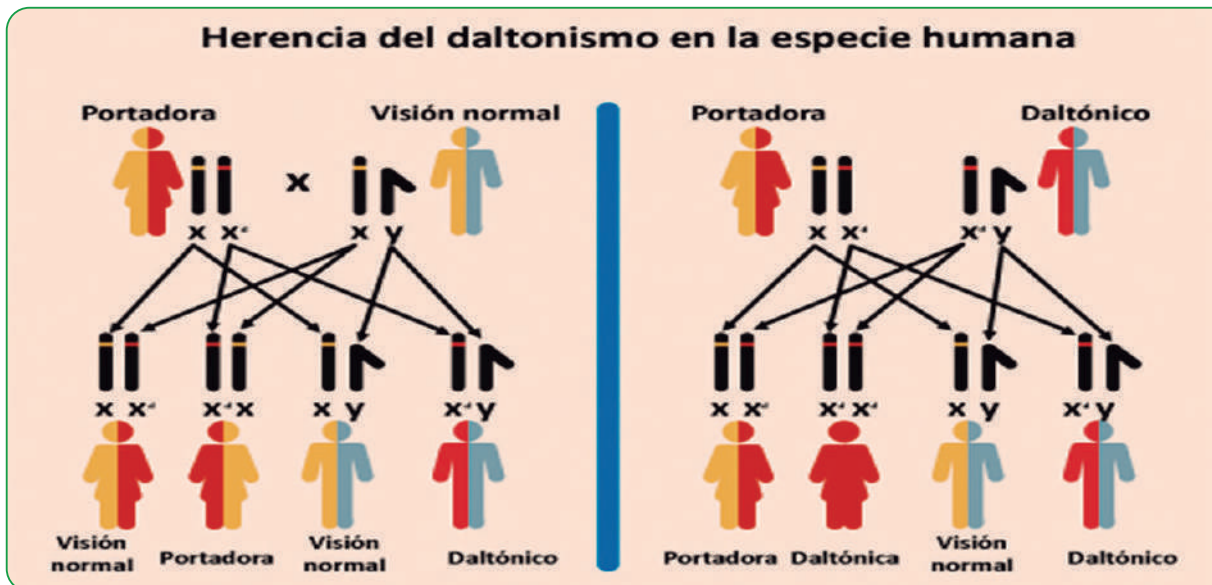 Herencia del daltonismo en la especie humana
Portadora
Visión normal
x
x xᵈ
x y
x xᵈ
xᵈ x
x y
xᵈ y
Visión normal
Portadora
Visión normal
Daltónico
Portadora
Daltónico
x xᵈ
xᵈ y
x xᵈ
xᵈ xᵈ
x y
xᵈ y
Portadora
Daltónica
Visión normal
Daltónico